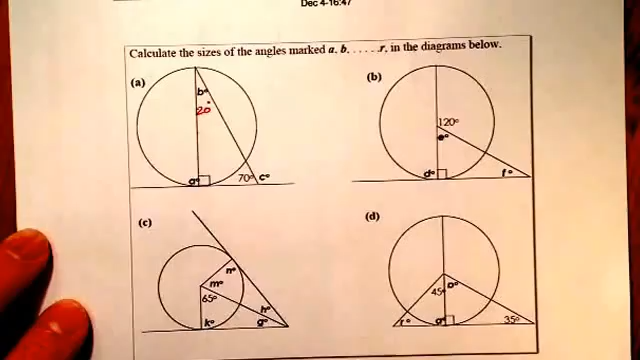 Dec 4-16:47
Calculate the sizes of the angles marked a, b, . . . . . .r, in the diagrams below.
(a)
(b)
b°
20°
120°
e°
a°
70°
c°
d°
f°
(c)
(d)
n°
m°
65°
45°
p°
h°
k°
g°
r°
q°
35°